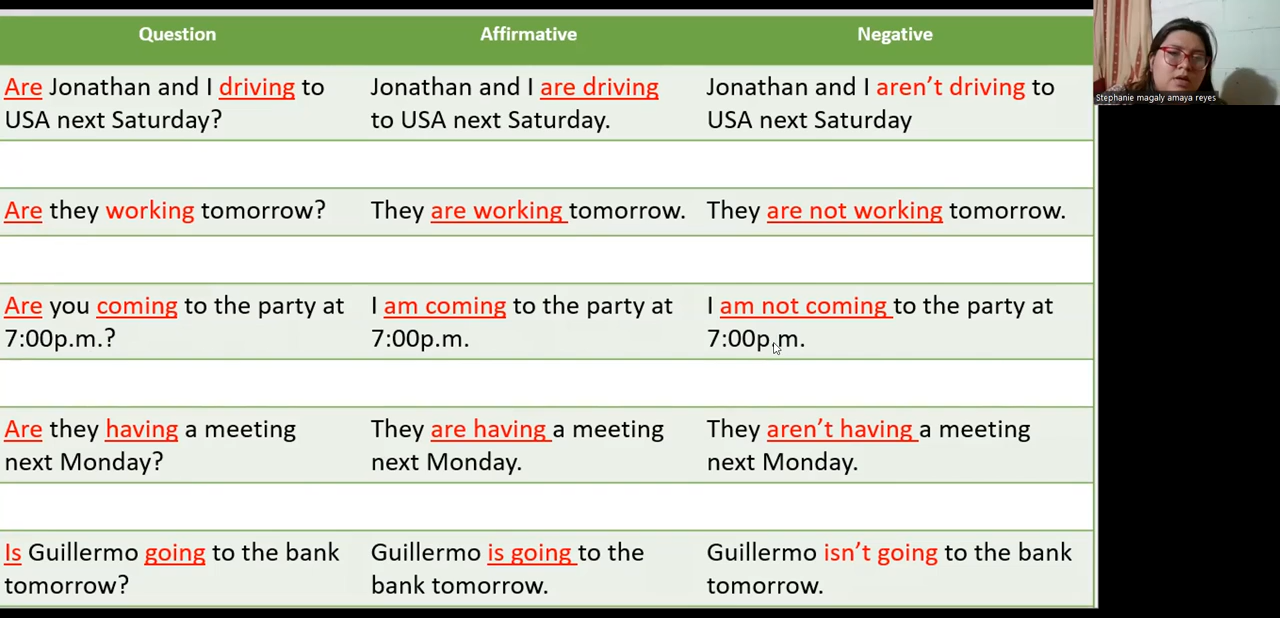 Question Affirmative Negative
Are Jonathan and I driving to
USA next Saturday?
Jonathan and I are driving
to USA next Saturday.
Jonathan and I aren't driving to
USA next Saturday
Are they working tomorrow?
They are working tomorrow.
They are not working tomorrow.
Are you coming to the party at
7:00p.m.?
I am coming to the party at
7:00p.m.
I am not coming to the party at
7:00p.m.
Are they having a meeting
next Monday?
They are having a meeting
next Monday.
They aren't having a meeting
next Monday.
Is Guillermo going to the bank
tomorrow?
Guillermo is going to the
bank tomorrow.
Guillermo isn't going to the bank
tomorrow.
Stephanie magaly amaya reyes